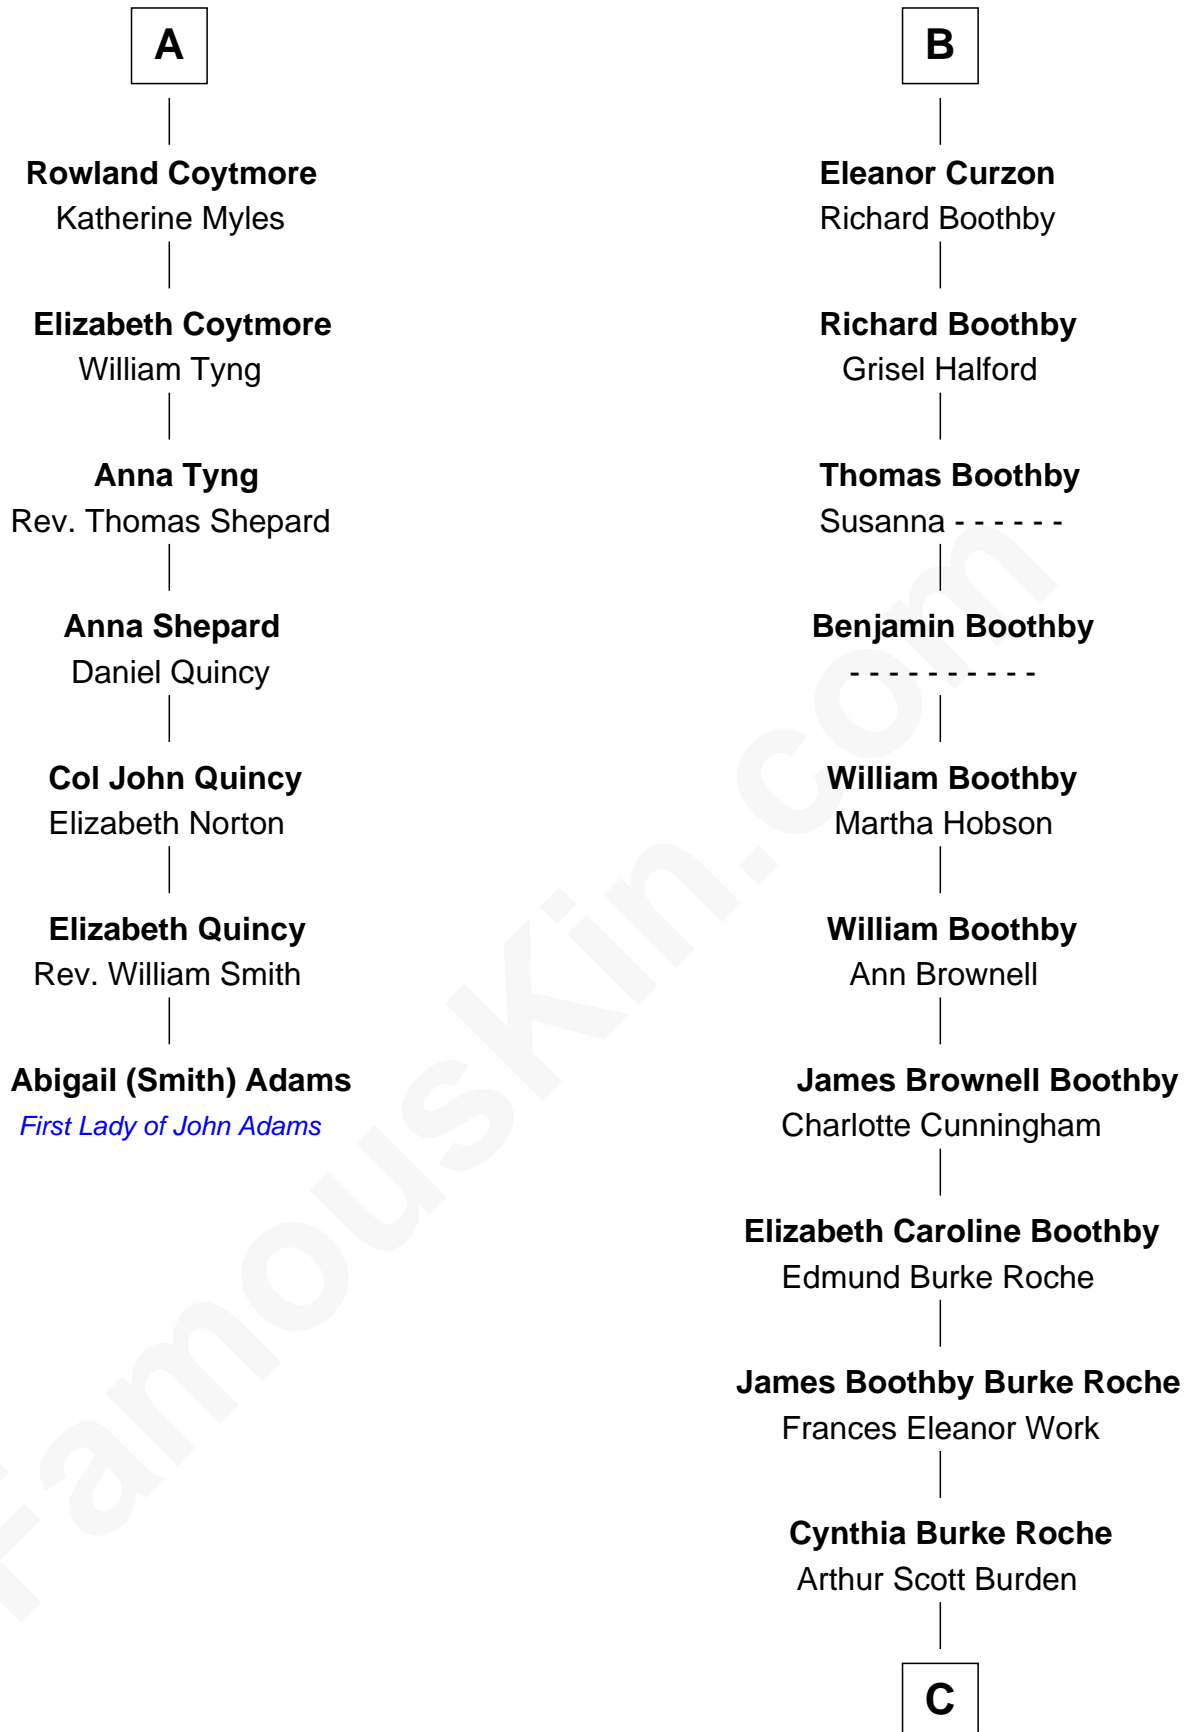 A
Rowland Coytmore
Katherine Myles
Elizabeth Coytmore
William Tyng
Anna Tyng
Rev. Thomas Shepard
Anna Shepard
Daniel Quincy
Col John Quincy
Elizabeth Norton
Elizabeth Quincy
Rev. William Smith
Abigail (Smith) Adams
First Lady of John Adams
B
Eleanor Curzon
Richard Boothby
Richard Boothby
Grisel Halford
Thomas Boothby
Susanna - - - - - -
Benjamin Boothby
- - - - - - - - - -
William Boothby
Martha Hobson
William Boothby
Ann Brownell
James Brownell Boothby
Charlotte Cunningham
Elizabeth Caroline Boothby
Edmund Burke Roche
James Boothby Burke Roche
Frances Eleanor Work
Cynthia Burke Roche
Arthur Scott Burden
C
FamousKin.com